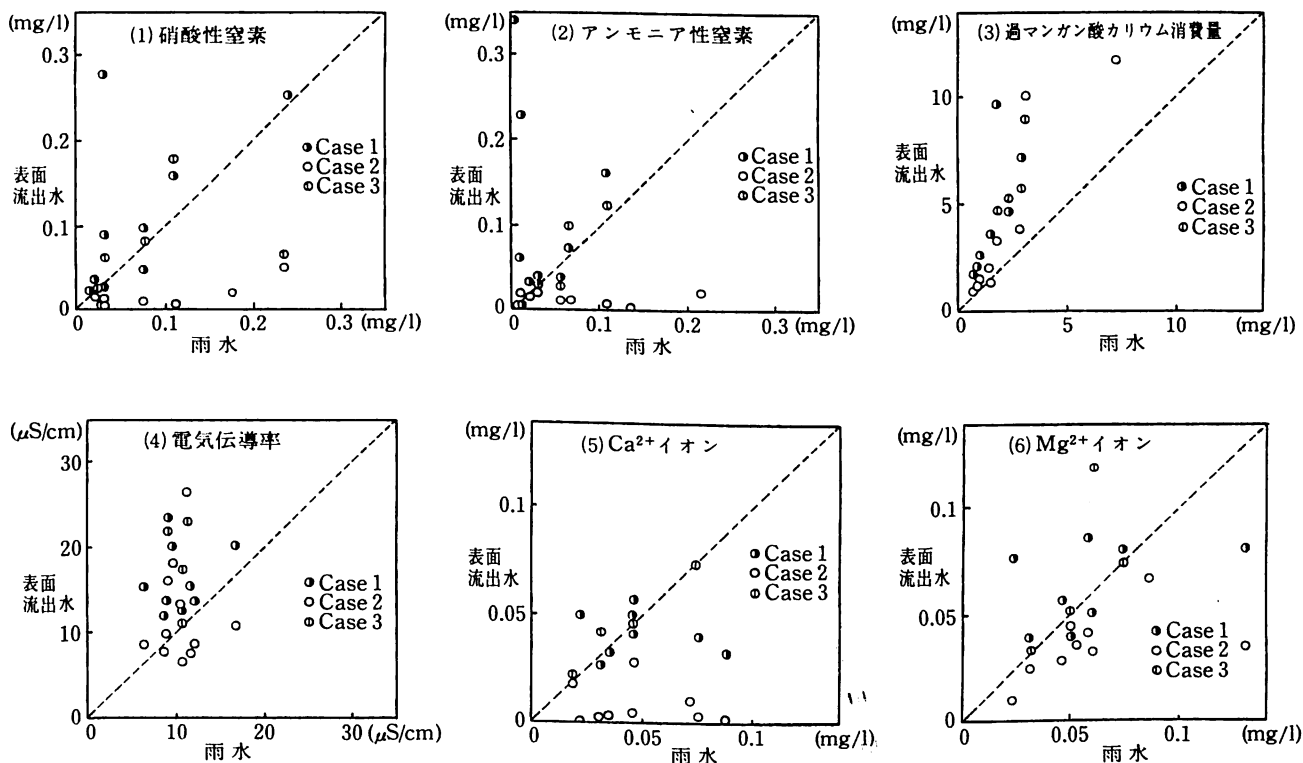 (mg/l)
(1) 硝酸性窒素
0.3
0.2
0.1
0
表面
流出水
Case 1
Case 2
Case 3
0 0.1 0.2 0.3 (mg/l)
雨水
(mg/l)
(2) アンモニア性窒素
0.3
0.2
0.1
0
表面
流出水
Case 1
Case 2
Case 3
0 0.1 0.2 0.3 (mg/l)
雨水
(mg/l)
(3) 過マンガン酸カリウム消費量
10
5
0
表面
流出水
Case 1
Case 2
Case 3
0 5 10 (mg/l)
雨水
(μS/cm)
(4) 電気伝導率
30
20
10
0
表面
流出水
Case 1
Case 2
Case 3
0 10 20 30 (μS/cm)
雨水
(mg/l)
(5) Ca²⁺イオン
0.1
0.05
0
表面
流出水
Case 1
Case 2
Case 3
0 0.05 0.1 (mg/l)
雨水
(mg/l)
(6) Mg²⁺イオン
0.1
0.05
0
表面
流出水
Case 1
Case 2
Case 3
0 0.05 0.1 (mg/l)
雨水